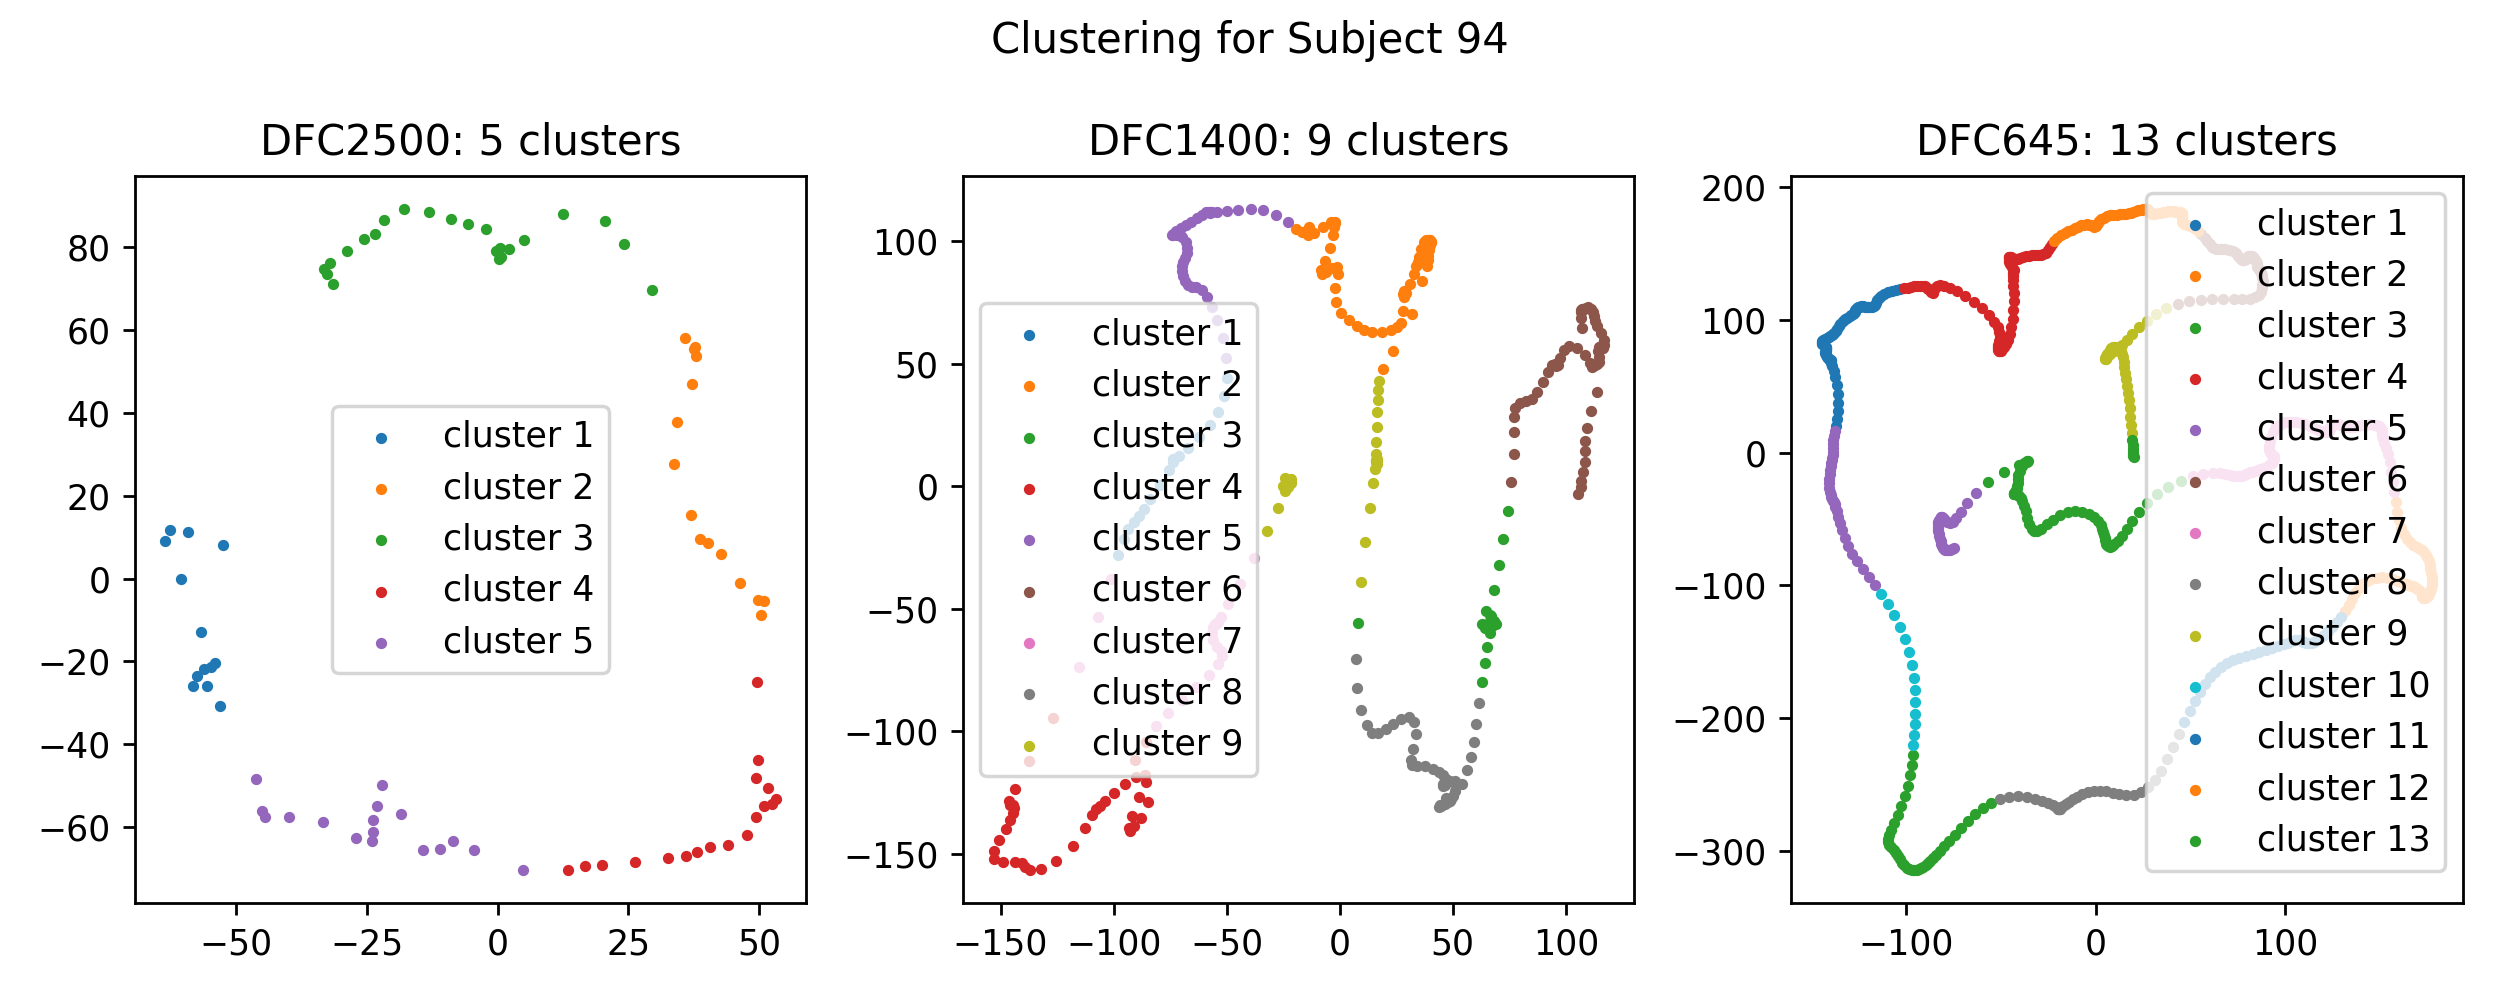 Clustering for Subject 94
DFC2500: 5 clusters
80
60
40
20
0
−20
−40
−60
−50
−25
0
25
50
cluster 1
cluster 2
cluster 3
cluster 4
cluster 5
DFC1400: 9 clusters
100
50
0
−50
−100
−150
−150
−100
−50
0
50
100
cluster 1
cluster 2
cluster 3
cluster 4
cluster 5
cluster 6
cluster 7
cluster 8
cluster 9
DFC645: 13 clusters
200
100
0
−100
−200
−300
−100
0
100
cluster 1
cluster 2
cluster 3
cluster 4
cluster 5
cluster 6
cluster 7
cluster 8
cluster 9
cluster 10
cluster 11
cluster 12
cluster 13